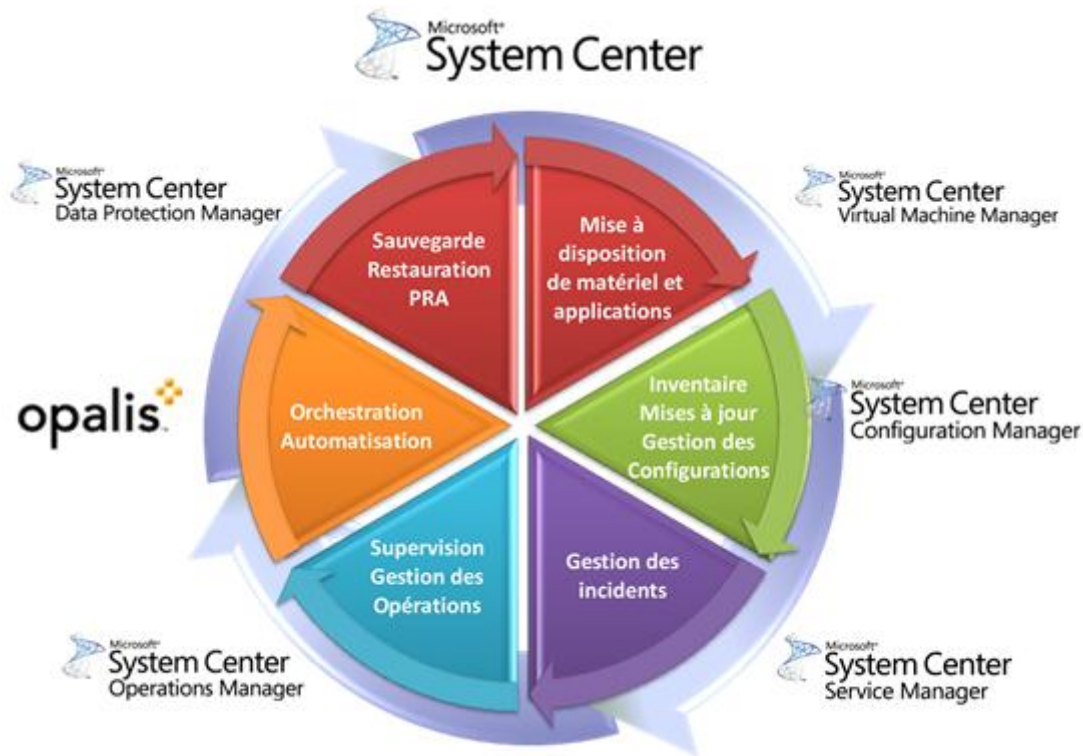 Microsoft®
System Center
Microsoft®
System Center
Data Protection Manager
Microsoft®
System Center
Virtual Machine Manager
Sauvegarde
Restauration
PRA
Mise à
disposition
de matériel et
applications
opalis™
Orchestration
Automatisation
Inventaire
Mises à jour
Gestion des
Configurations
Microsoft®
System Center
Configuration Manager
Supervision
Gestion des
Opérations
Gestion des
incidents
Microsoft®
System Center
Operations Manager
Microsoft®
System Center
Service Manager